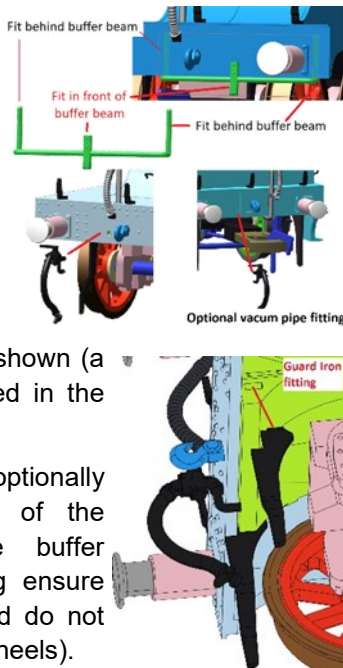 Fit behind buffer beam
Fit in front of
buffer beam
Fit behind buffer beam
Optional vacum pipe fitting
shown (a
ed in the
Guard Iron
fitting
optionally
of the
buffer
ensure
do not
heels).